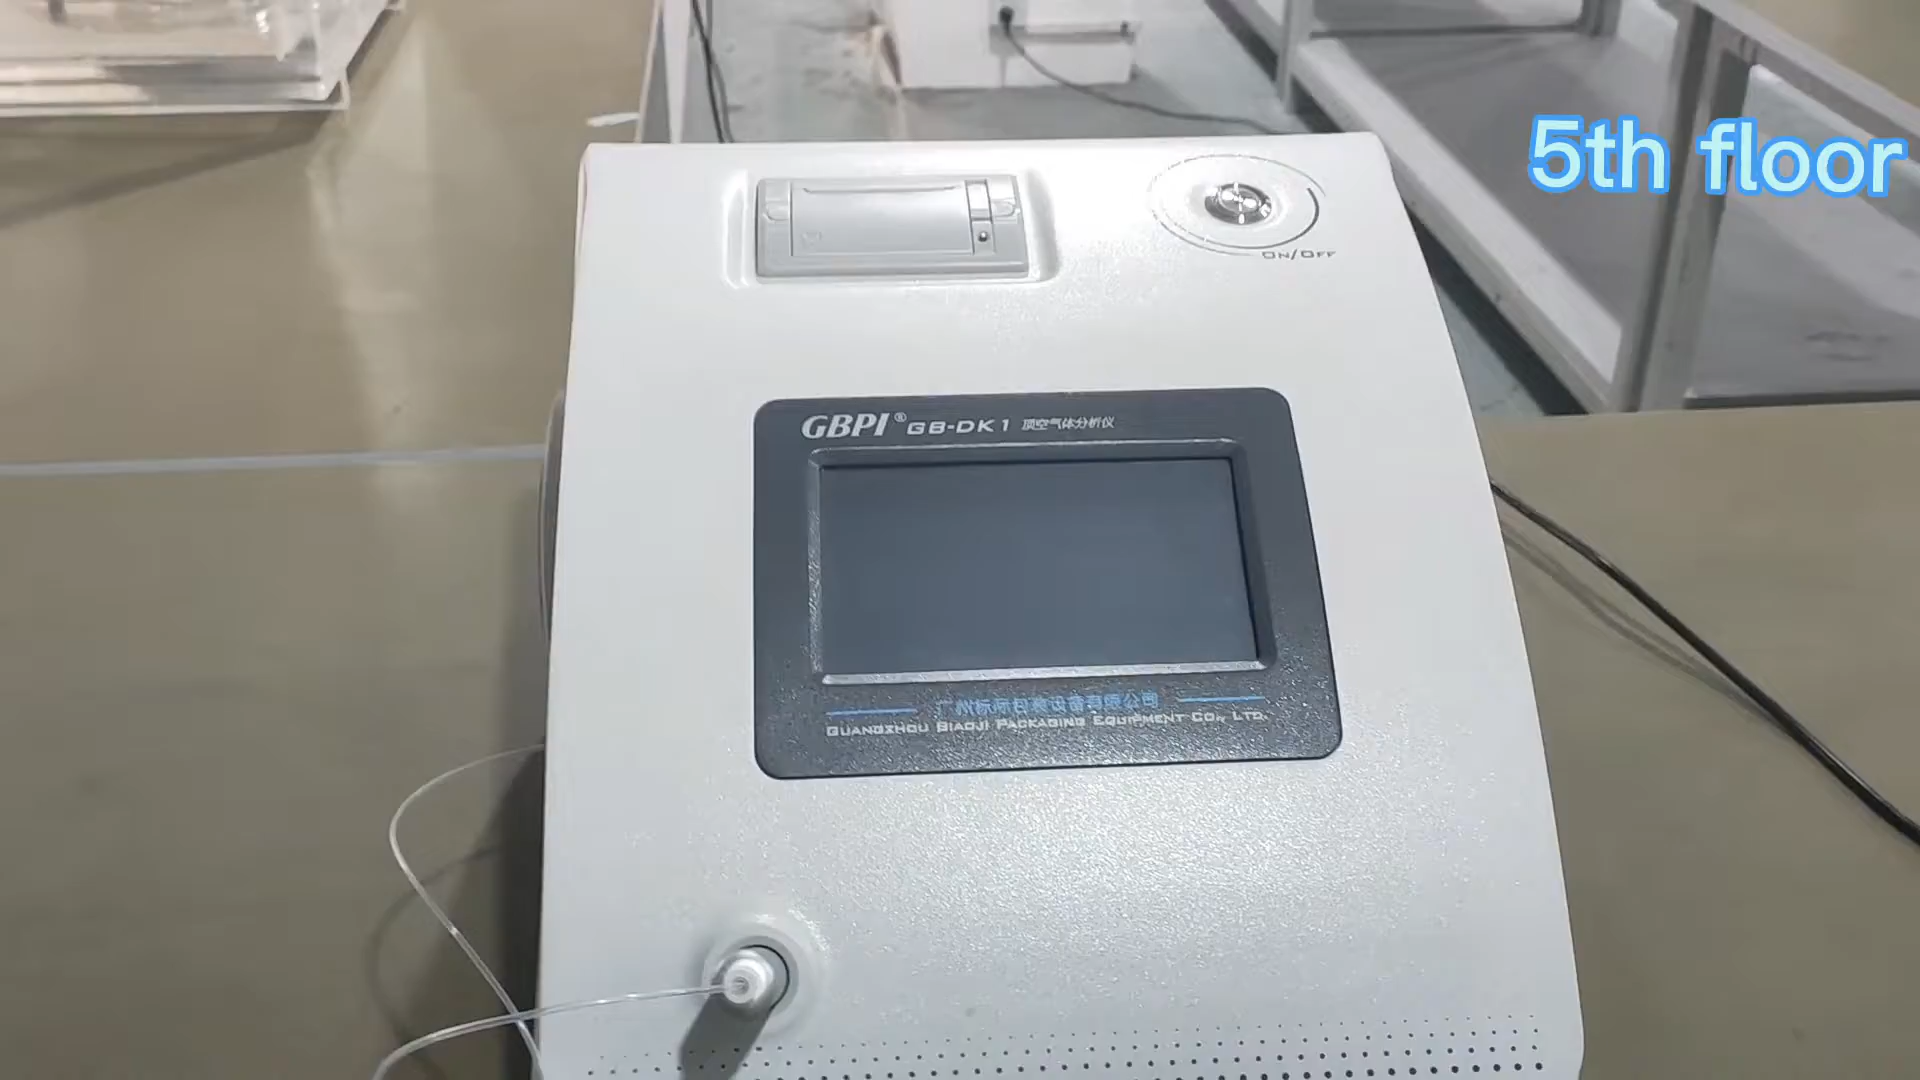 5th floor
ON/OFF
GBPI® GB-DK1 顶空气体分析仪
广州标际包装设备有限公司
GUANGZHOU BIAOJI PACKAGING EQUIPMENT CO., LTD.